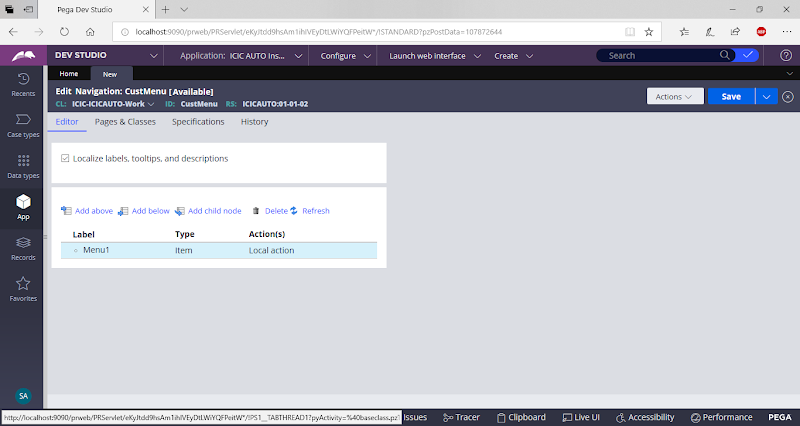 Pega Dev Studio
localhost:9090/prweb/PRServlet/eKyJtdd9hsAm1ihlVEyDtLWiYQFPeitW*/!STANDARD?pzPostData=107872644
DEV STUDIO Application: ICIC AUTO Ins... Configure Launch web interface Create Search
Home New
Recents
Case types
Data types
App
Records
Favorites
SA
Edit Navigation: CustMenu [Available]
CL: ICIC-ICICAUTO-Work ID: CustMenu RS: ICICAUTO:01-01-02
Actions Save
Editor Pages & Classes Specifications History
Localize labels, tooltips, and descriptions
Add above Add below Add child node Delete Refresh
Label Type Action(s)
Menu1 Item Local action
http://localhost:9090/prweb/PRServlet/eKyJtdd9hsAm1ihlVEyDtLWiYQFPeitW*/!PS1__TABTHREAD1?pyActivity=%40baseclass.pz
Issues Tracer Clipboard Live UI Accessibility Performance PEGA